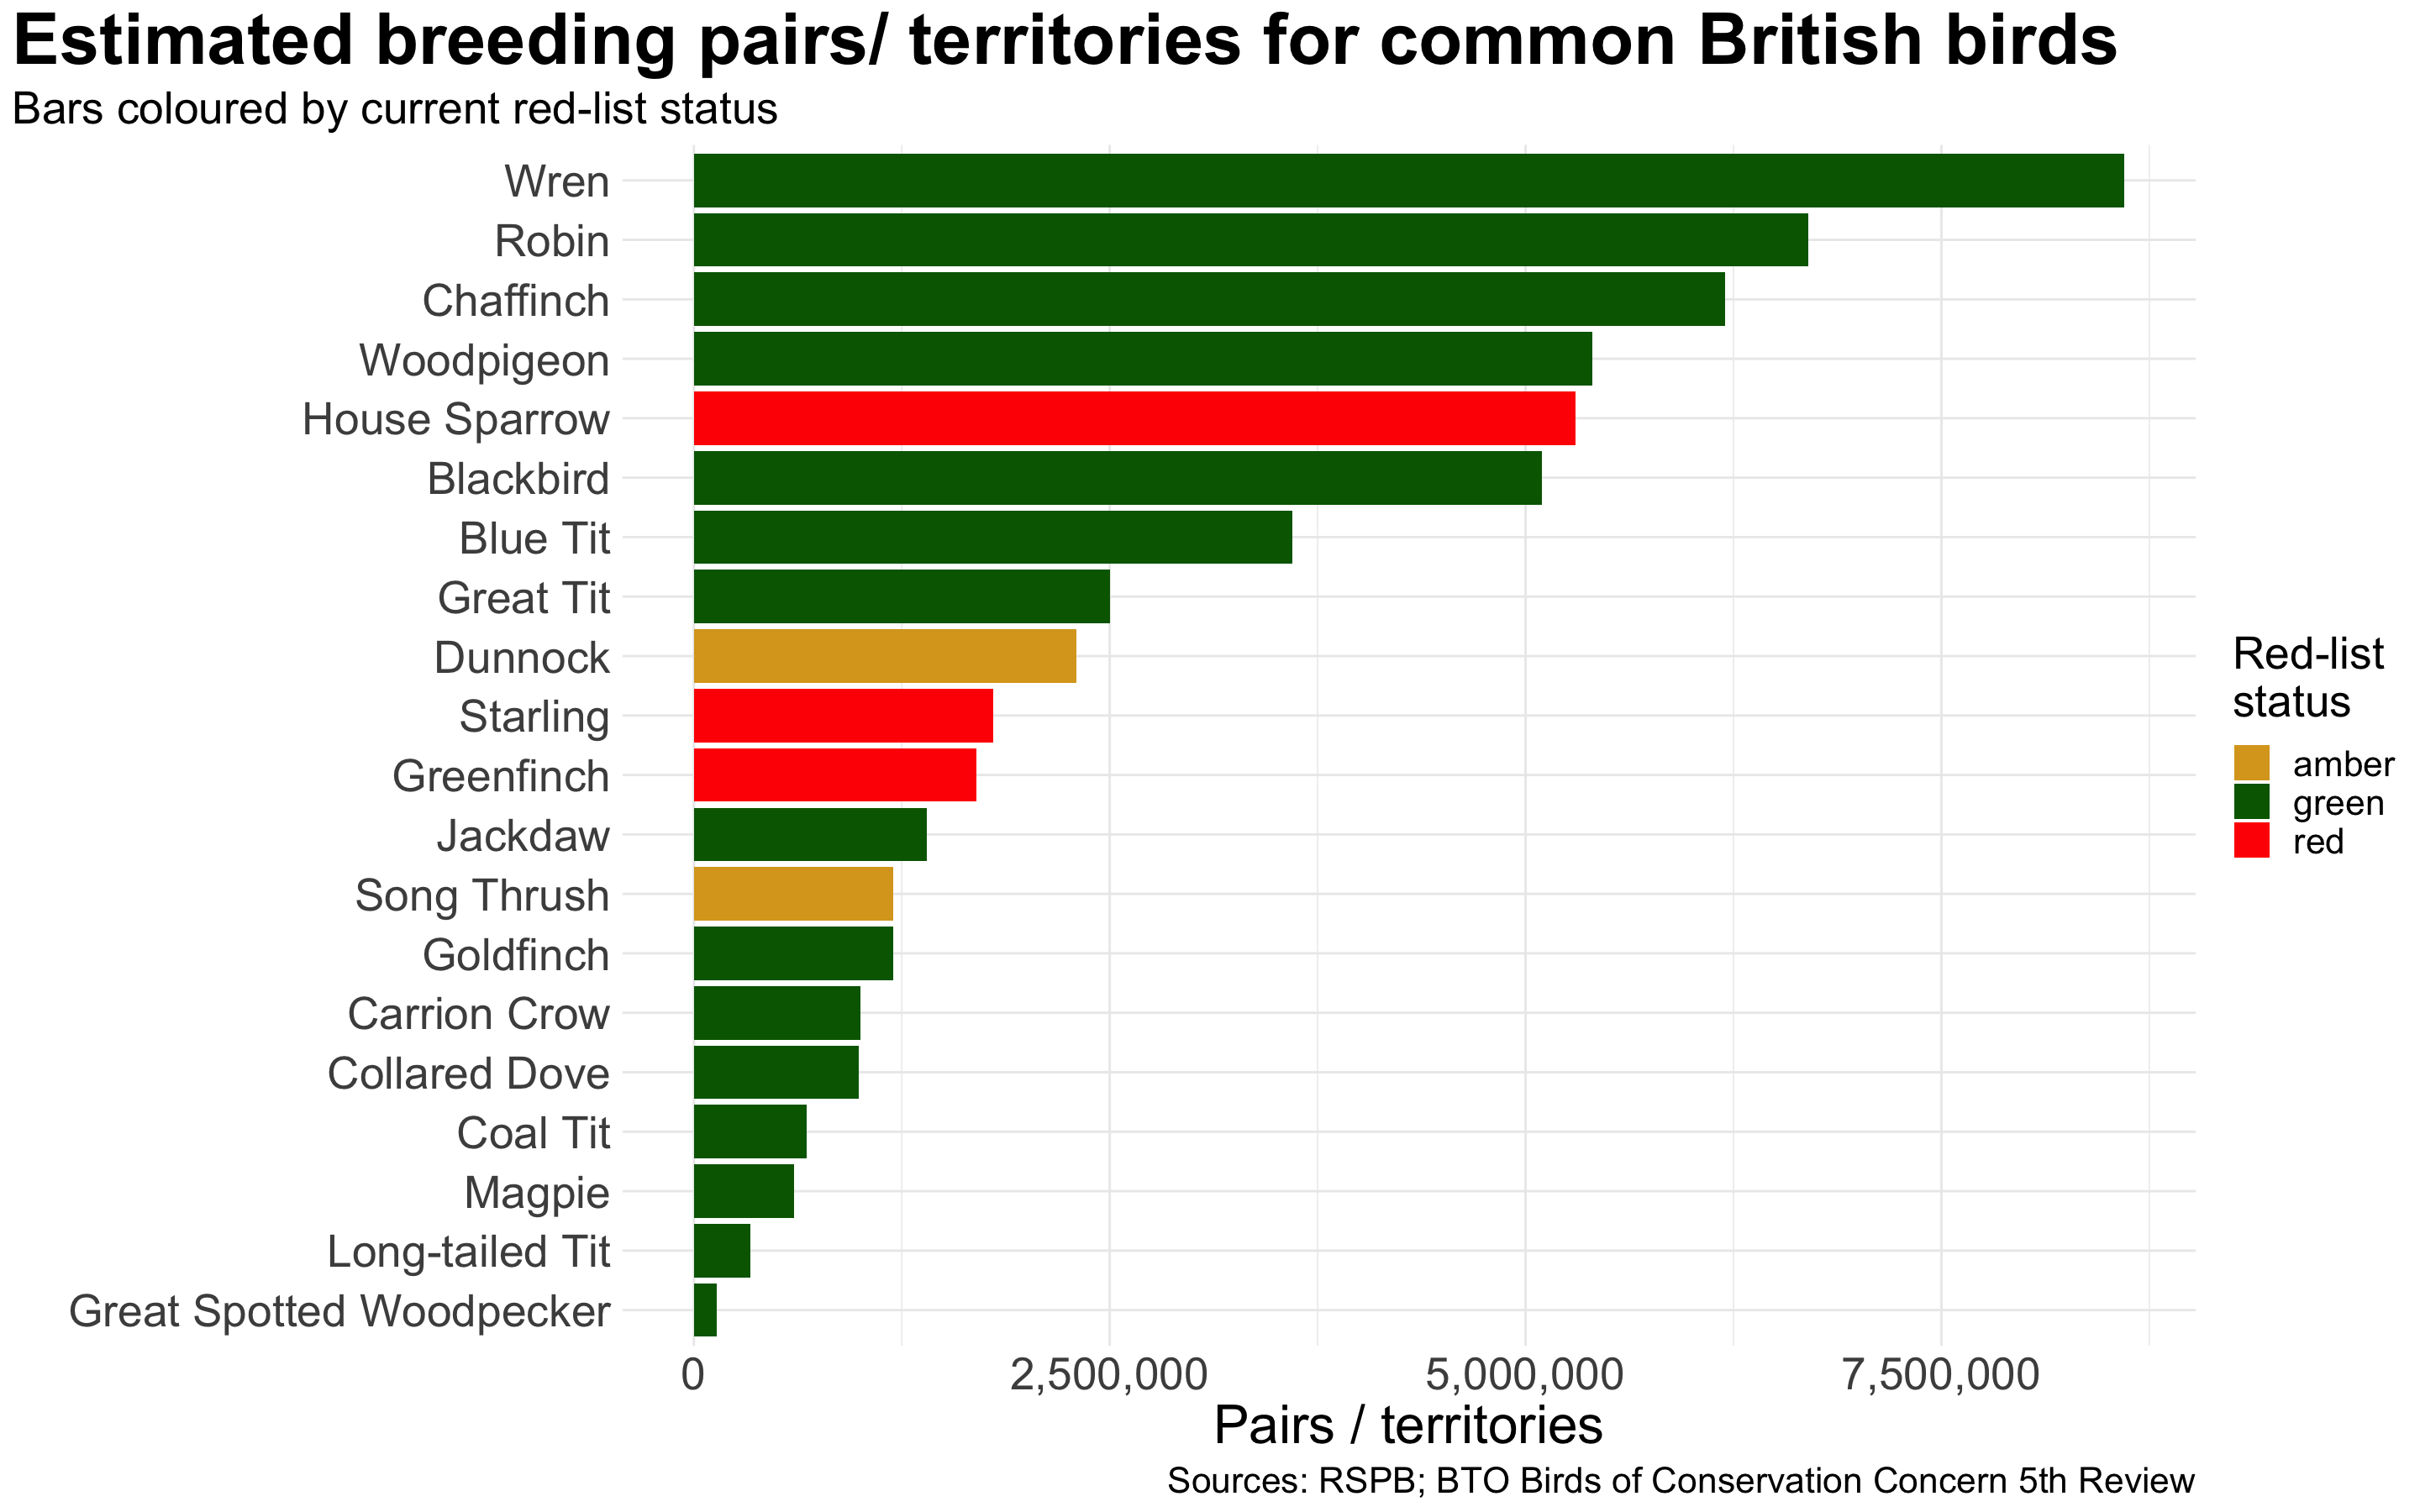 Estimated breeding pairs/ territories for common British birds
Bars coloured by current red-list status
Wren
Robin
Chaffinch
Woodpigeon
House Sparrow
Blackbird
Blue Tit
Great Tit
Dunnock
Starling
Greenfinch
Jackdaw
Song Thrush
Goldfinch
Carrion Crow
Collared Dove
Coal Tit
Magpie
Long-tailed Tit
Great Spotted Woodpecker
Red-list
status
amber
green
red
0 2,500,000 5,000,000 7,500,000
Pairs / territories
Sources: RSPB; BTO Birds of Conservation Concern 5th Review